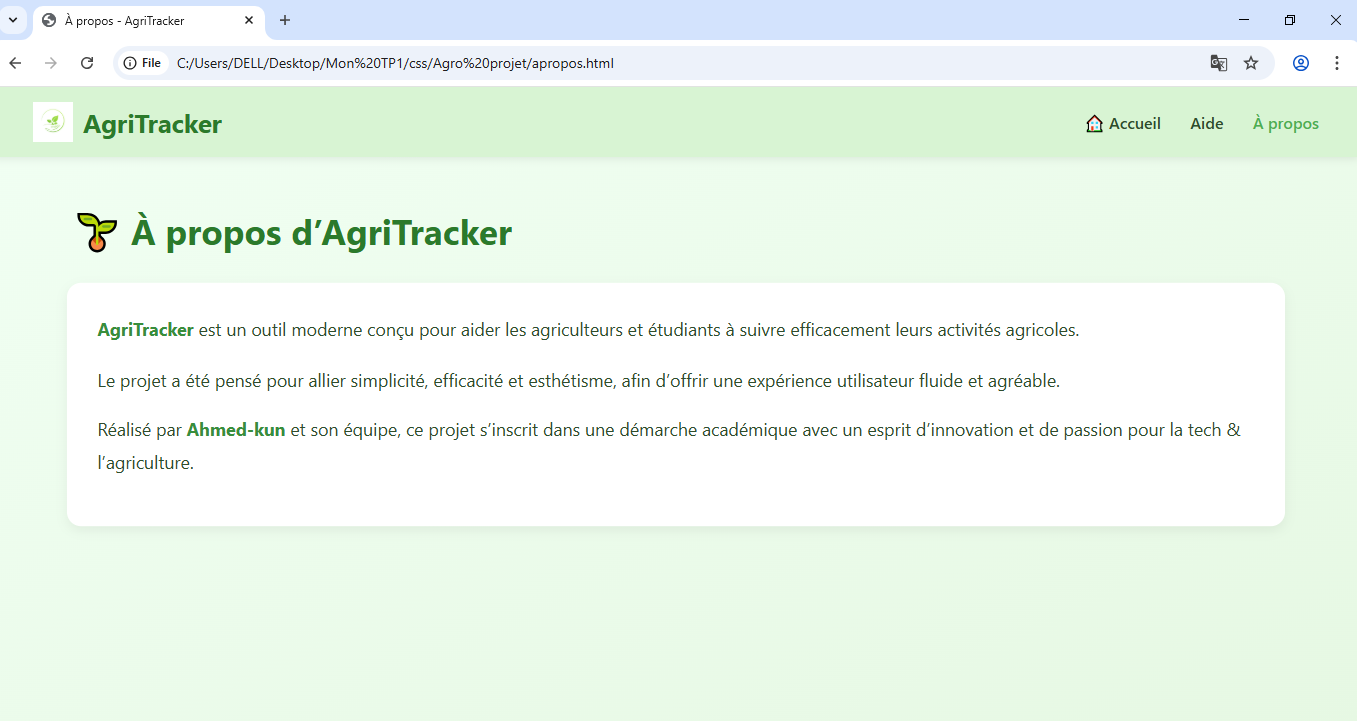 À propos - AgriTracker
File
C:/Users/DELL/Desktop/Mon%20TP1/css/Agro%20projet/apropos.html
AgriTracker
Accueil
Aide
À propos
À propos d’AgriTracker
AgriTracker est un outil moderne conçu pour aider les agriculteurs et étudiants à suivre efficacement leurs activités agricoles.
Le projet a été pensé pour allier simplicité, efficacité et esthétisme, afin d’offrir une expérience utilisateur fluide et agréable.
Réalisé par Ahmed-kun et son équipe, ce projet s’inscrit dans une démarche académique avec un esprit d’innovation et de passion pour la tech &
l’agriculture.